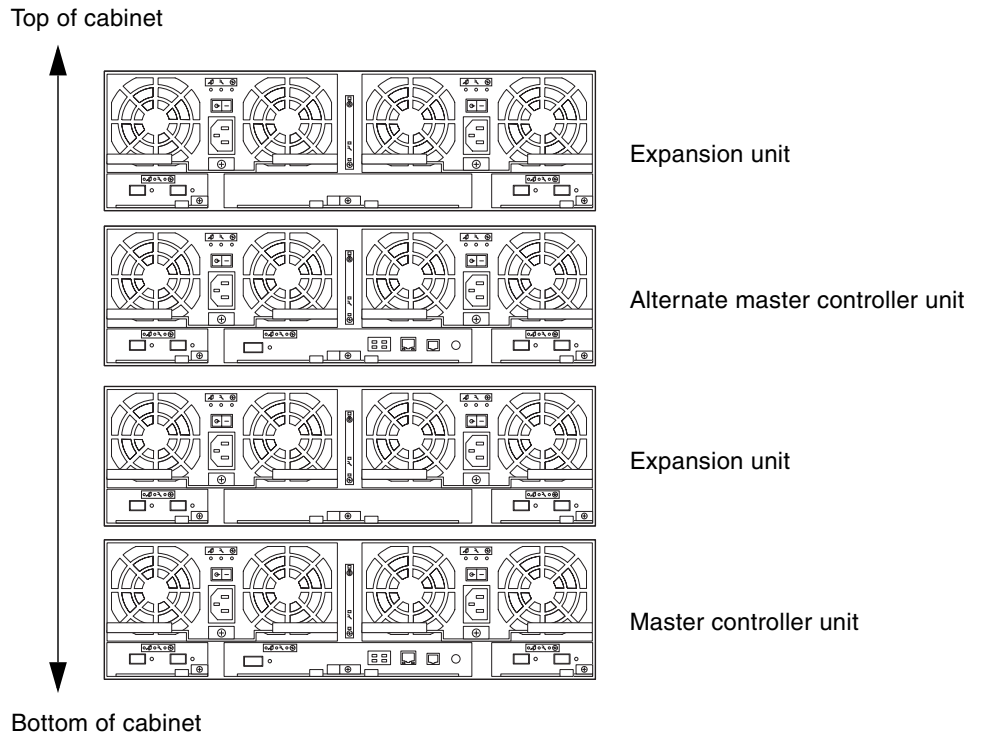 Top of cabinet
Expansion unit
Alternate master controller unit
Expansion unit
Master controller unit
Bottom of cabinet